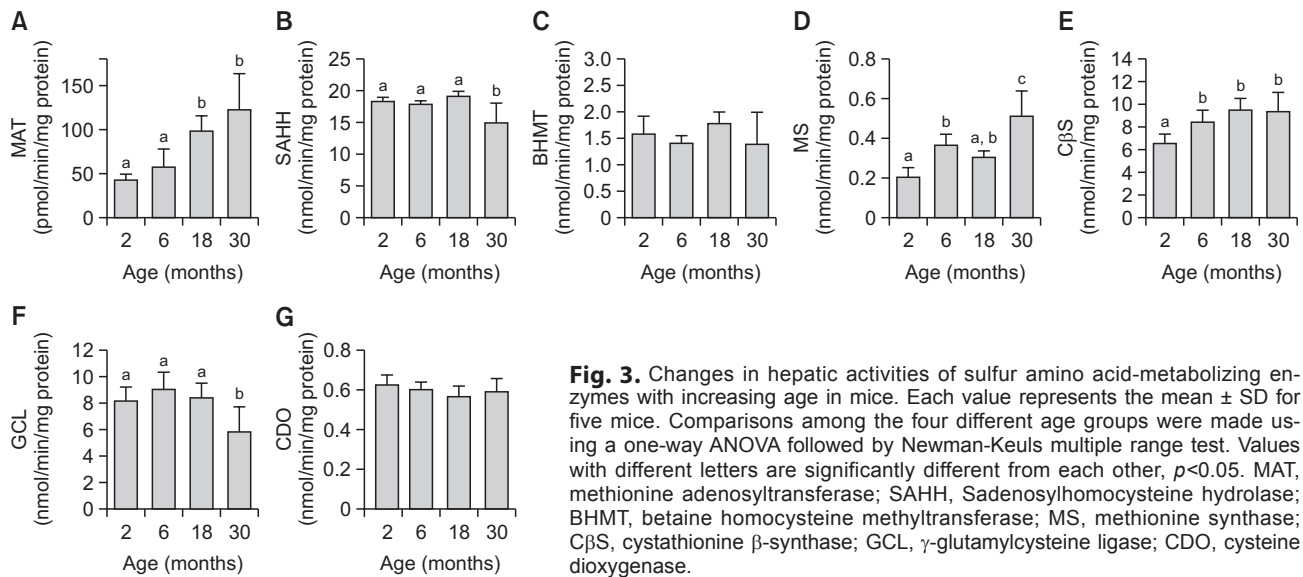 A
MAT
(pmol/min/mg protein)
150
100
50
0
a
a
b
b
2 6 18 30
Age (months)
B
SAHH
(nmol/min/mg protein)
25
20
15
10
5
0
a
a
a
b
2 6 18 30
Age (months)
C
BHMT
(nmol/min/mg protein)
3.0
2.5
2.0
1.5
1.0
0.5
0
2 6 18 30
Age (months)
D
MS
(nmol/min/mg protein)
0.8
0.6
0.4
0.2
0
a
b
a, b
c
2 6 18 30
Age (months)
E
CβS
(nmol/min/mg protein)
14
12
10
8
6
4
2
0
a
b
b
b
2 6 18 30
Age (months)
F
GCL
(nmol/min/mg protein)
12
10
8
6
4
2
0
a
a
a
b
2 6 18 30
Age (months)
G
CDO
(nmol/min/mg protein)
0.8
0.6
0.4
0.2
0
2 6 18 30
Age (months)
Fig. 3. Changes in hepatic activities of sulfur amino acid-metabolizing en-
zymes with increasing age in mice. Each value represents the mean ± SD for
five mice. Comparisons among the four different age groups were made us-
ing a one-way ANOVA followed by Newman-Keuls multiple range test. Values
with different letters are significantly different from each other, p<0.05. MAT,
methionine adenosyltransferase; SAHH, Sadenosylhomocysteine hydrolase;
BHMT, betaine homocysteine methyltransferase; MS, methionine synthase;
CβS, cystathionine β-synthase; GCL, γ-glutamylcysteine ligase; CDO, cysteine
dioxygenase.